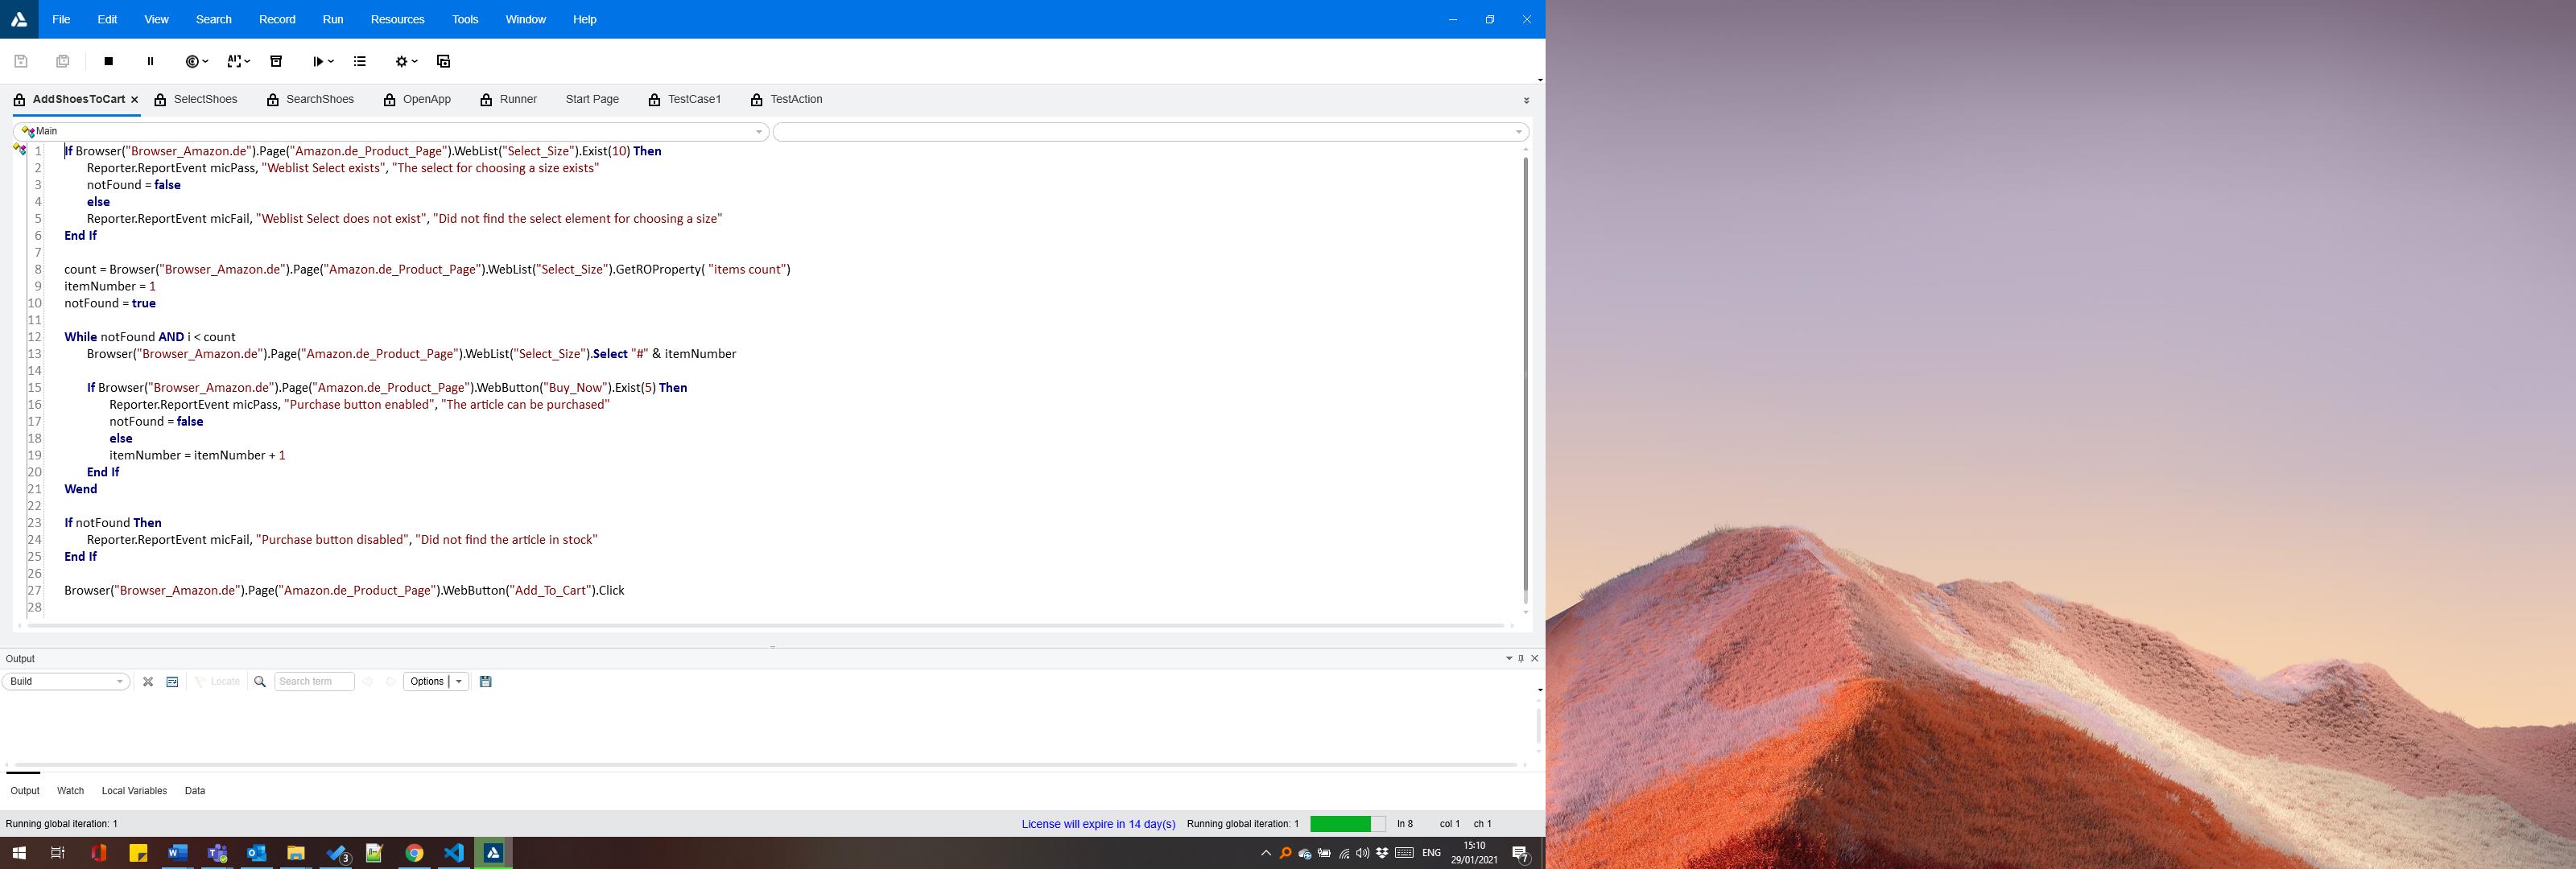 File Edit View Search Record Run Resources Tools Window Help
AddShoesToCart SelectShoes SearchShoes OpenApp Runner Start Page TestCase1 TestAction
Main
1 If Browser("Browser_Amazon.de").Page("Amazon.de_Product_Page").WebList("Select_Size").Exist(10) Then
2 Reporter.ReportEvent micPass, "Weblist Select exists", "The select for choosing a size exists"
3 notFound = false
4 else
5 Reporter.ReportEvent micFail, "Weblist Select does not exist", "Did not find the select element for choosing a size"
6 End If
7
8 count = Browser("Browser_Amazon.de").Page("Amazon.de_Product_Page").WebList("Select_Size").GetROProperty( "items count")
9 itemNumber = 1
10 notFound = true
11
12 While notFound AND i < count
13 Browser("Browser_Amazon.de").Page("Amazon.de_Product_Page").WebList("Select_Size").Select "#" & itemNumber
14
15 If Browser("Browser_Amazon.de").Page("Amazon.de_Product_Page").WebButton("Buy_Now").Exist(5) Then
16 Reporter.ReportEvent micPass, "Purchase button enabled", "The article can be purchased"
17 notFound = false
18 else
19 itemNumber = itemNumber + 1
20 End If
21 Wend
22
23 If notFound Then
24 Reporter.ReportEvent micFail, "Purchase button disabled", "Did not find the article in stock"
25 End If
26
27 Browser("Browser_Amazon.de").Page("Amazon.de_Product_Page").WebButton("Add_To_Cart").Click
28
Output
Build Locate Search term Options
Output Watch Local Variables Data
Running global iteration: 1 License will expire in 14 day(s) Running global iteration: 1 ln 8 col 1 ch 1
3 ENG 15:10 7
29/01/2021